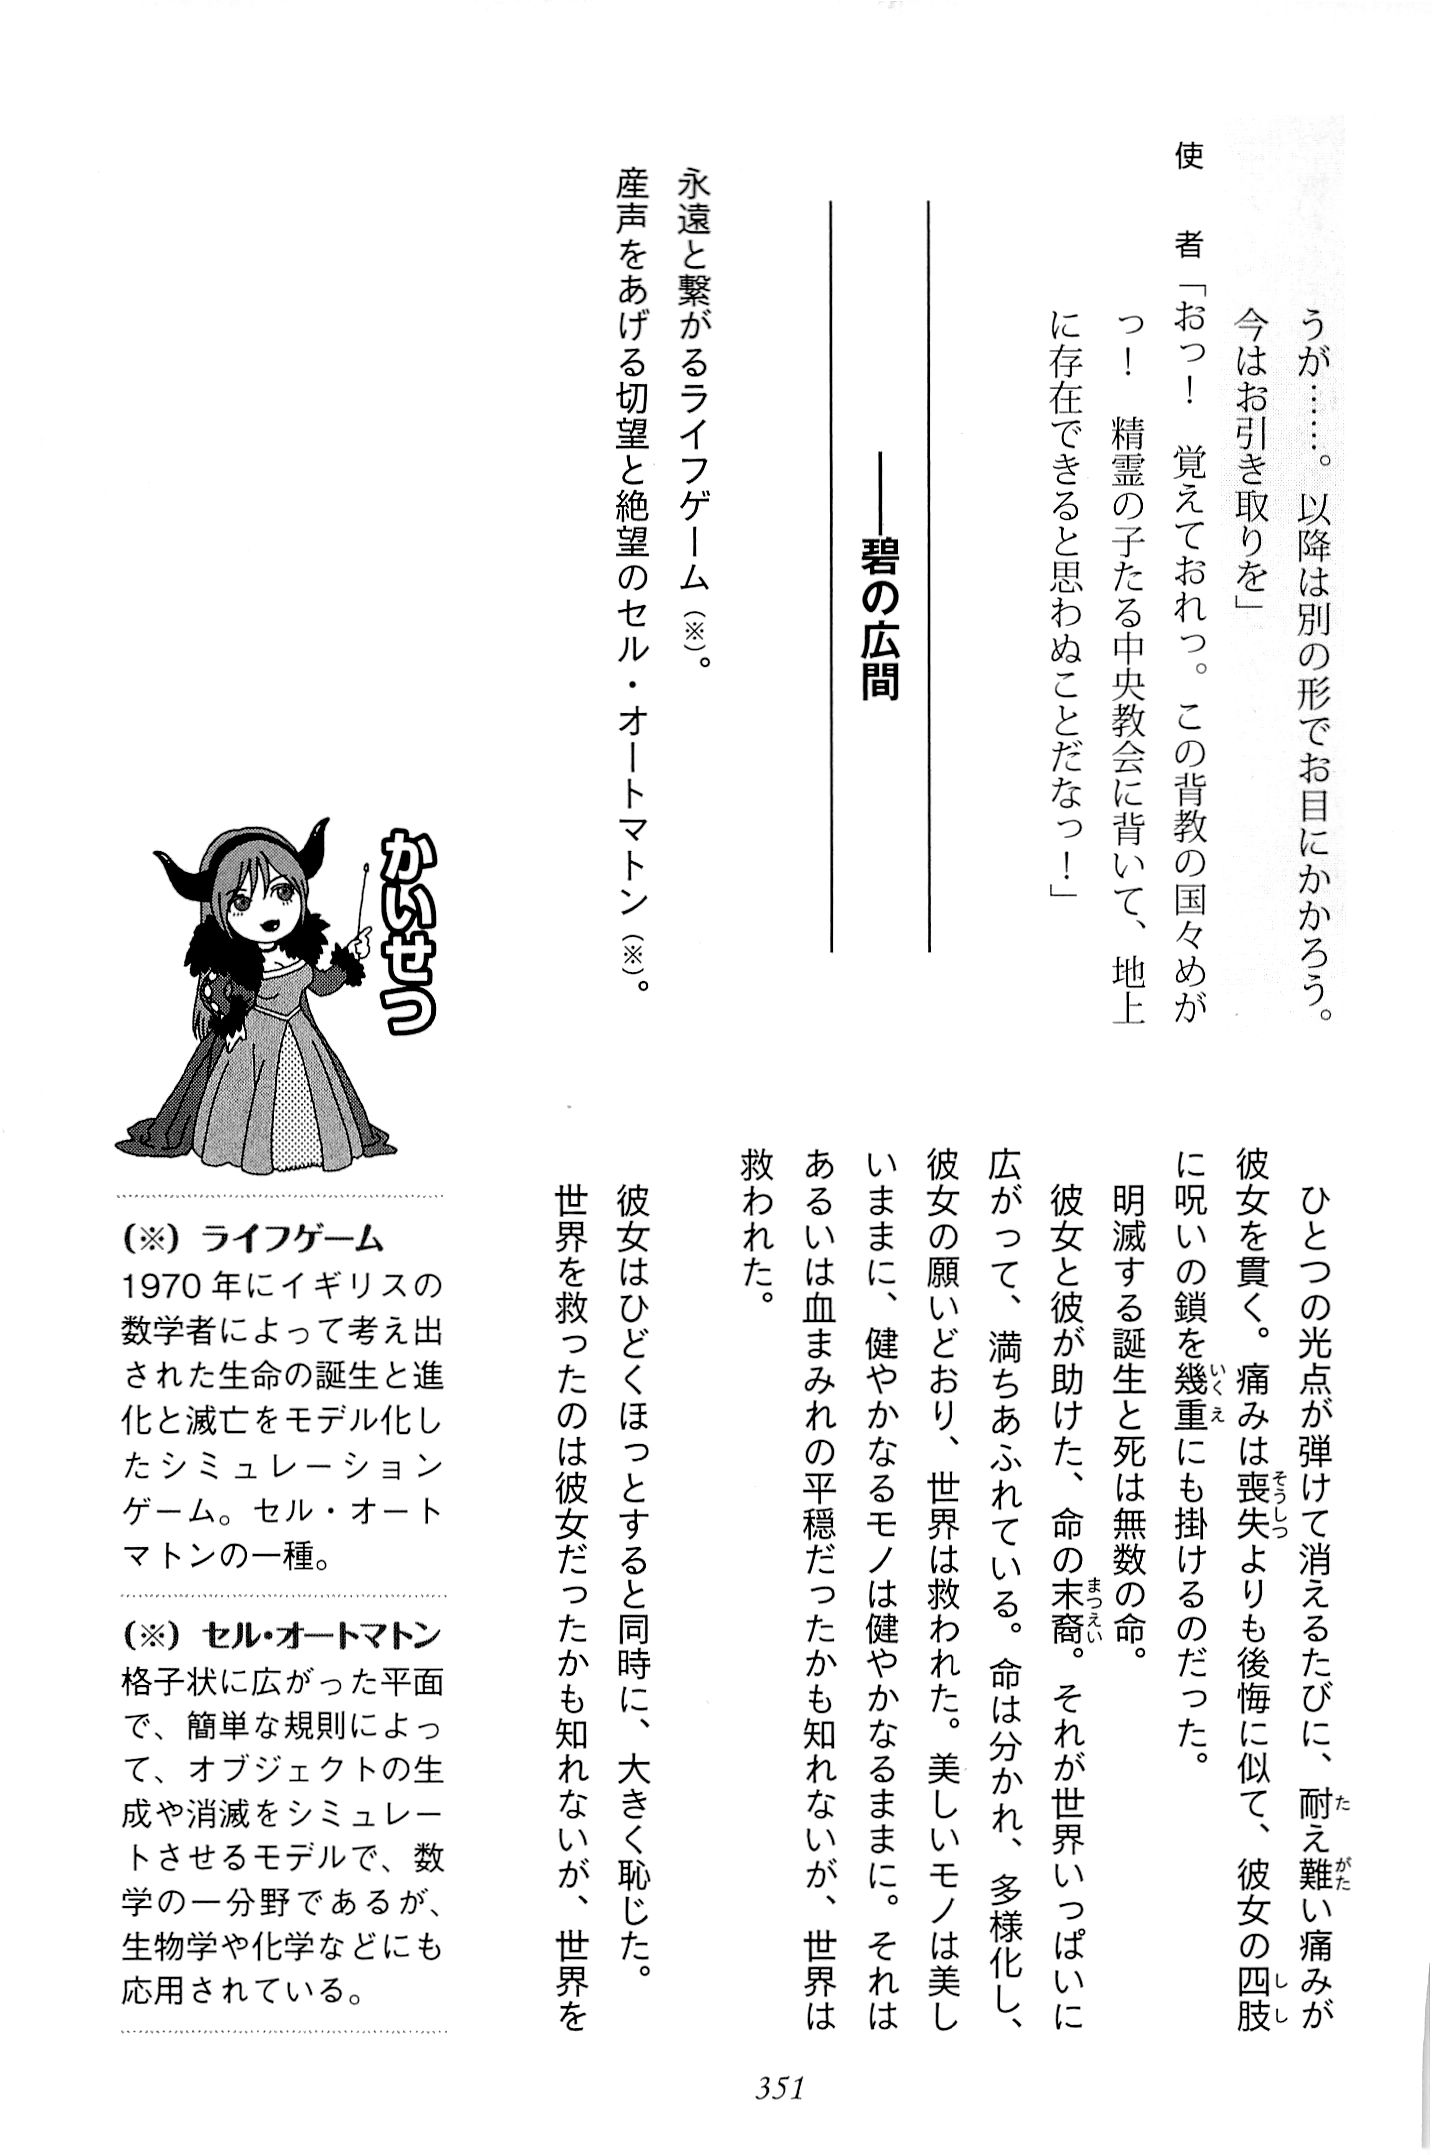 うが……。以降は別の形でお目にかかろう。
今はお引き取りを」
使　者「おっ！　覚えておれっ。この背教の国々めが
っ！　精霊の子たる中央教会に背いて、地上
に存在できると思わぬことだなっ！」
――碧の広間
永遠と繋がるライフゲーム（※）。
産声をあげる切望と絶望のセル・オートマトン（※）。
ひとつの光点が弾けて消えるたびに、耐え難い痛みが
彼女を貫く。痛みは喪失よりも後悔に似て、彼女の四肢
に呪いの鎖を幾重にも掛けるのだった。
明滅する誕生と死は無数の命。
彼女と彼が助けた、命の末裔。それが世界いっぱいに
広がって、満ちあふれている。命は分かれ、多様化し、
彼女の願いどおり、世界は救われた。美しいモノは美し
いままに、健やかなるモノは健やかなるままに。それは
あるいは血まみれの平穏だったかも知れないが、世界は
救われた。
彼女はひどくほっとすると同時に、大きく恥じた。
世界を救ったのは彼女だったかも知れないが、世界を
かいせつ
（※）ライフゲーム
1970年にイギリスの
数学者によって考え出
された生命の誕生と進
化と滅亡をモデル化し
たシミュレーション
ゲーム。セル・オート
マトンの一種。
（※）セル・オートマトン
格子状に広がった平面
で、簡単な規則によっ
て、オブジェクトの生
成や消滅をシミュレー
トさせるモデルで、数
学の一分野であるが、
生物学や化学などにも
応用されている。
351